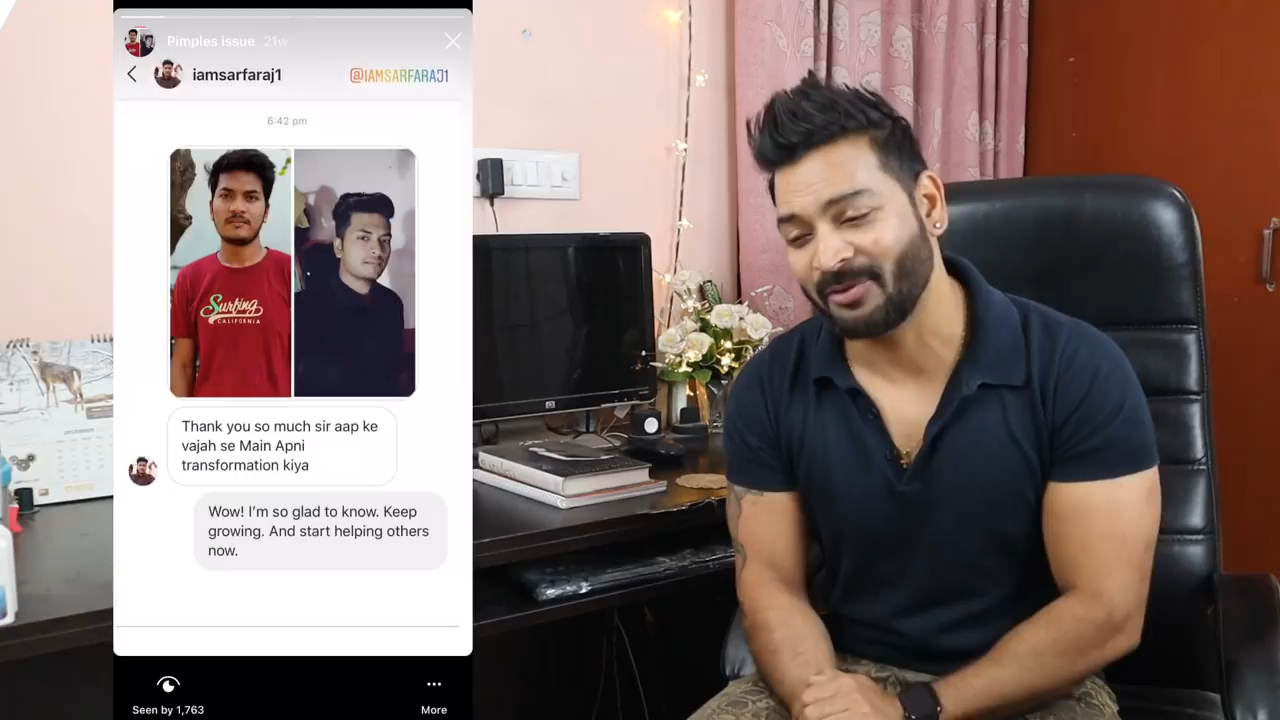 Pimples issue 21w
iamsarfaraj1
@IAMSARFARAJ1
6:42 pm
Surfing
CALIFORNIA
Thank you so much sir aap ke
vajah se Main Apni
transformation kiya
Wow! I'm so glad to know. Keep
growing. And start helping others
now.
Seen by 1,763
More
DECEMBER
hp